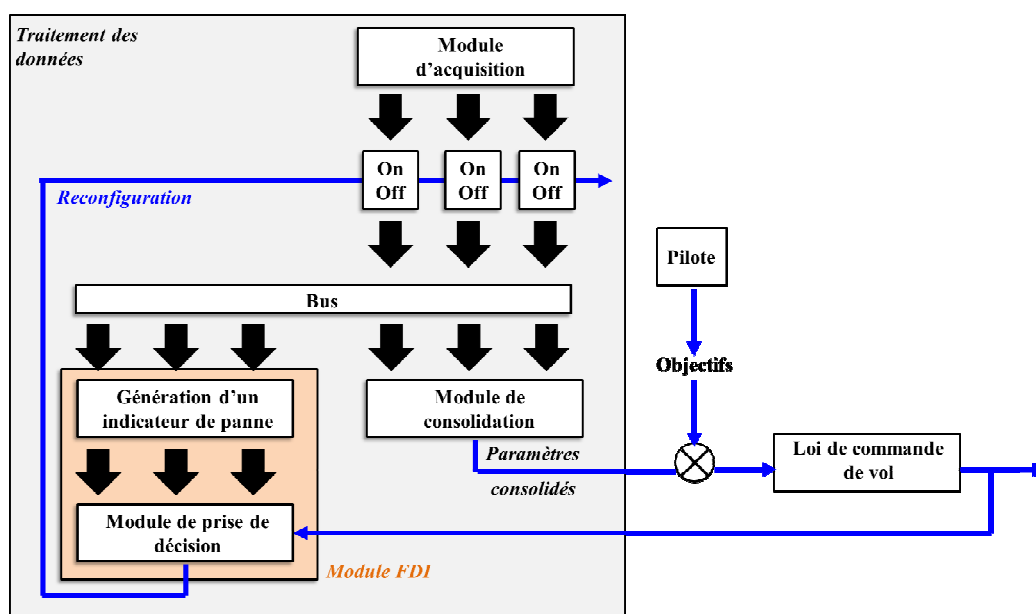 Traitement des
données
Module
d'acquisition
On
Off
On
Off
On
Off
Reconfiguration
Pilote
Bus
Objectifs
Génération d'un
indicateur de panne
Module de
consolidation
Loi de commande
de vol
Paramètres
consolidés
Module de prise de
décision
Module FDI